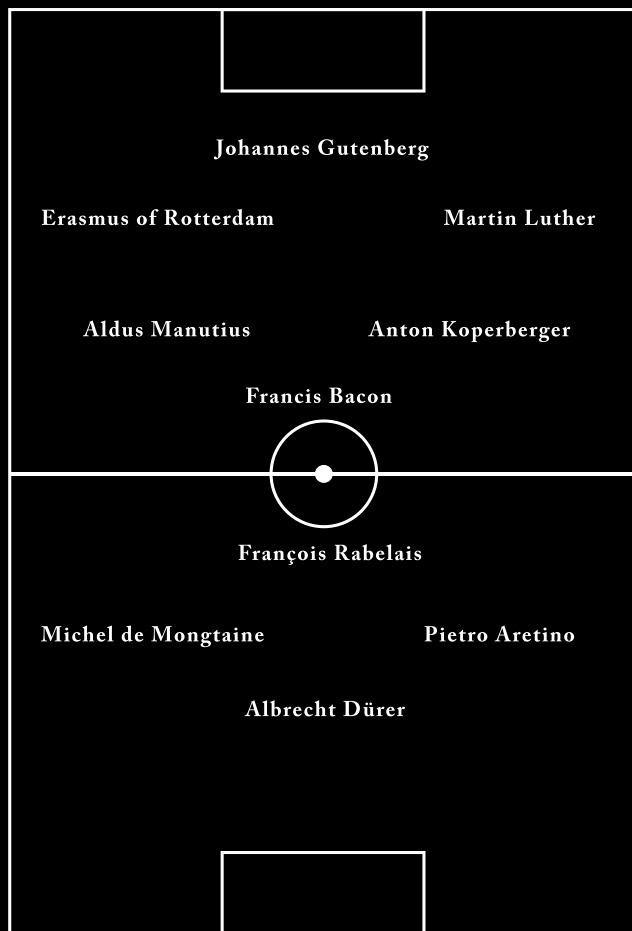 Johannes Gutenberg
Erasmus of Rotterdam
Martin Luther
Aldus Manutius
Anton Koperberger
Francis Bacon
François Rabelais
Michel de Mongtaine
Pietro Aretino
Albrecht Dürer